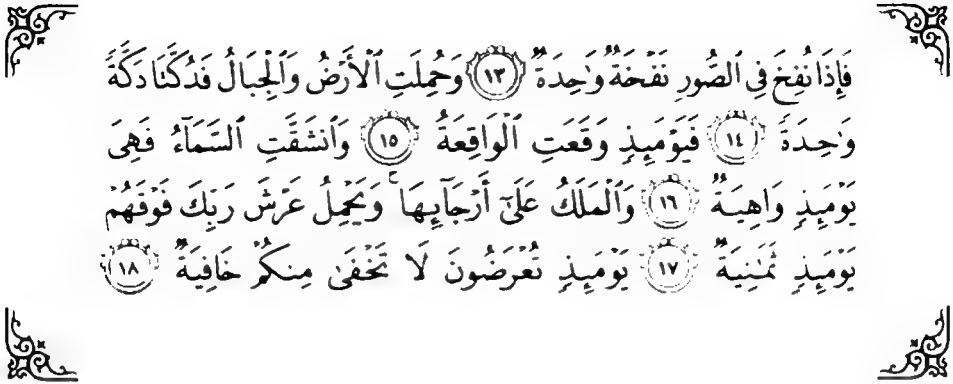 فَإِذَا نُفِخَ فِي ٱلصُّورِ نَفْخَةٌ وَٰحِدَةٌ ١٣ وَحُمِلَتِ ٱلْأَرْضُ وَٱلْجِبَالُ فَدُكَّتَا دَكَّةً
وَٰحِدَةً ١٤ فَيَوْمَئِذٍ وَقَعَتِ ٱلْوَاقِعَةُ ١٥ وَٱنشَقَّتِ ٱلسَّمَآءُ فَهِىَ
يَوْمَئِذٍ وَاهِيَةٌ ١٦ وَٱلْمَلَكُ عَلَىٰٓ أَرْجَآئِهَا ۚ وَيَحْمِلُ عَرْشَ رَبِّكَ فَوْقَهُمْ
يَوْمَئِذٍ ثَمَٰنِيَةٌ ١٧ يَوْمَئِذٍ تُعْرَضُونَ لَا تَخْفَىٰ مِنكُمْ خَافِيَةٌ ١٨